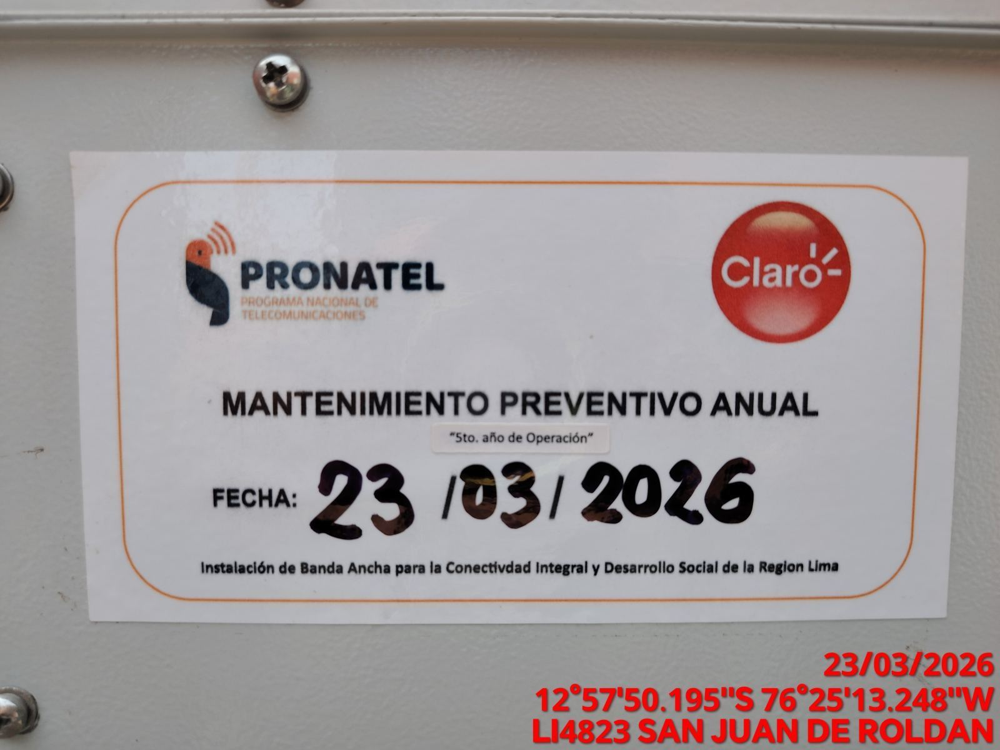 PRONATEL
PROGRAMA NACIONAL DE
TELECOMUNICACIONES
Claro
MANTENIMIENTO PREVENTIVO ANUAL
"5to. año de Operación"
FECHA: 23/03/2026
Instalación de Banda Ancha para la Conectivdad Integral y Desarrollo Social de la Region Lima
23/03/2026
12°57'50.195"S 76°25'13.248"W
LI4823 SAN JUAN DE ROLDAN